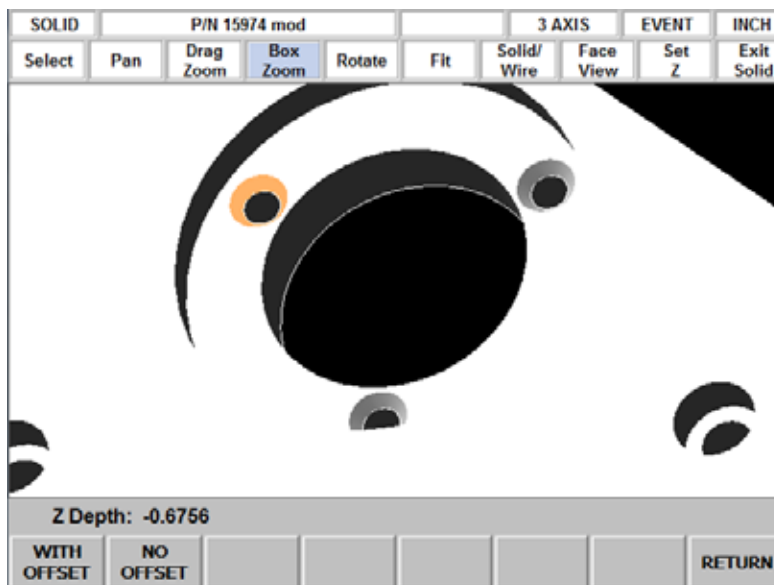 SOLID P/N 15974 mod 3 AXIS EVENT INCH
Select Pan Drag Zoom Box Zoom Rotate Fit Solid/ Wire Face View Set Z Exit Solid
Z Depth: -0.6756
WITH OFFSET NO OFFSET RETURN